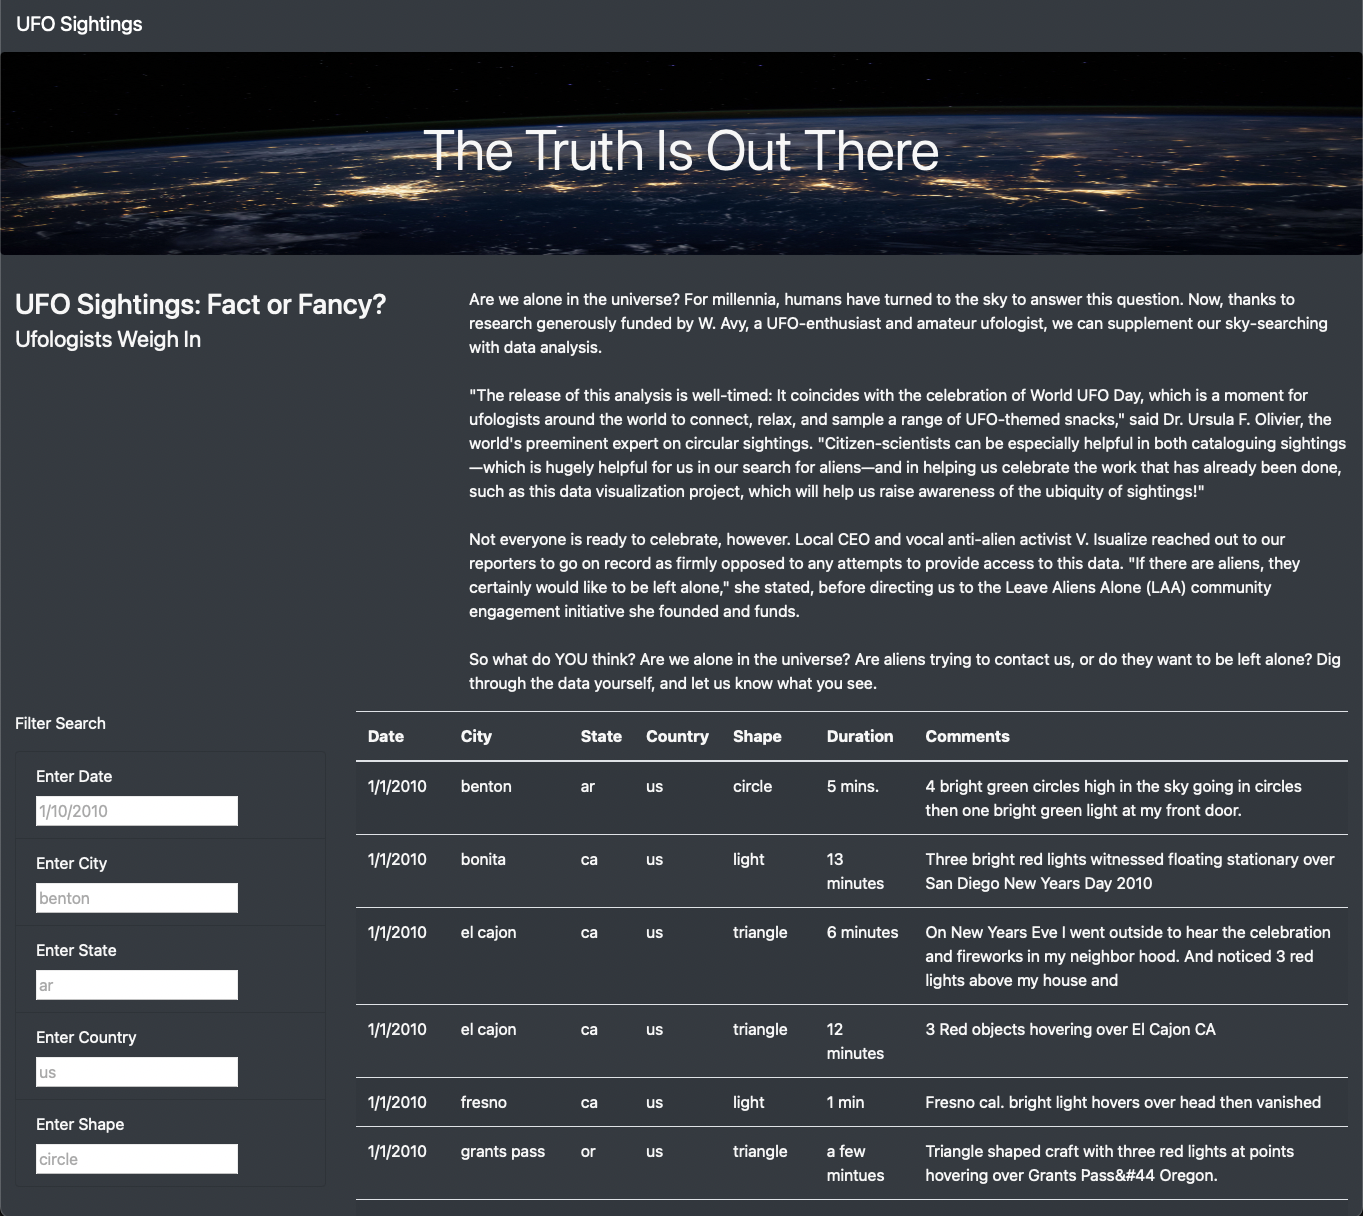 UFO Sightings
The Truth Is Out There
UFO Sightings: Fact or Fancy?
Ufologists Weigh In
Are we alone in the universe? For millennia, humans have turned to the sky to answer this question. Now, thanks to
research generously funded by W. Avy, a UFO-enthusiast and amateur ufologist, we can supplement our sky-searching
with data analysis.
"The release of this analysis is well-timed: It coincides with the celebration of World UFO Day, which is a moment for
ufologists around the world to connect, relax, and sample a range of UFO-themed snacks," said Dr. Ursula F. Olivier, the
world's preeminent expert on circular sightings. "Citizen-scientists can be especially helpful in both cataloguing sightings
—which is hugely helpful for us in our search for aliens—and in helping us celebrate the work that has already been done,
such as this data visualization project, which will help us raise awareness of the ubiquity of sightings!"
Not everyone is ready to celebrate, however. Local CEO and vocal anti-alien activist V. Isualize reached out to our
reporters to go on record as firmly opposed to any attempts to provide access to this data. "If there are aliens, they
certainly would like to be left alone," she stated, before directing us to the Leave Aliens Alone (LAA) community
engagement initiative she founded and funds.
So what do YOU think? Are we alone in the universe? Are aliens trying to contact us, or do they want to be left alone? Dig
through the data yourself, and let us know what you see.
Filter Search
Enter Date
1/10/2010
Enter City
benton
Enter State
ar
Enter Country
us
Enter Shape
circle
Date City State Country Shape Duration Comments
1/1/2010 benton ar us circle 5 mins. 4 bright green circles high in the sky going in circles
then one bright green light at my front door.
1/1/2010 bonita ca us light 13 Three bright red lights witnessed floating stationary over
minutes San Diego New Years Day 2010
1/1/2010 el cajon ca us triangle 6 minutes On New Years Eve I went outside to hear the celebration
and fireworks in my neighbor hood. And noticed 3 red
lights above my house and
1/1/2010 el cajon ca us triangle 12 3 Red objects hovering over El Cajon CA
minutes
1/1/2010 fresno ca us light 1 min Fresno cal. bright light hovers over head then vanished
1/1/2010 grants pass or us triangle a few Triangle shaped craft with three red lights at points
mintues hovering over Grants Pass&#44 Oregon.